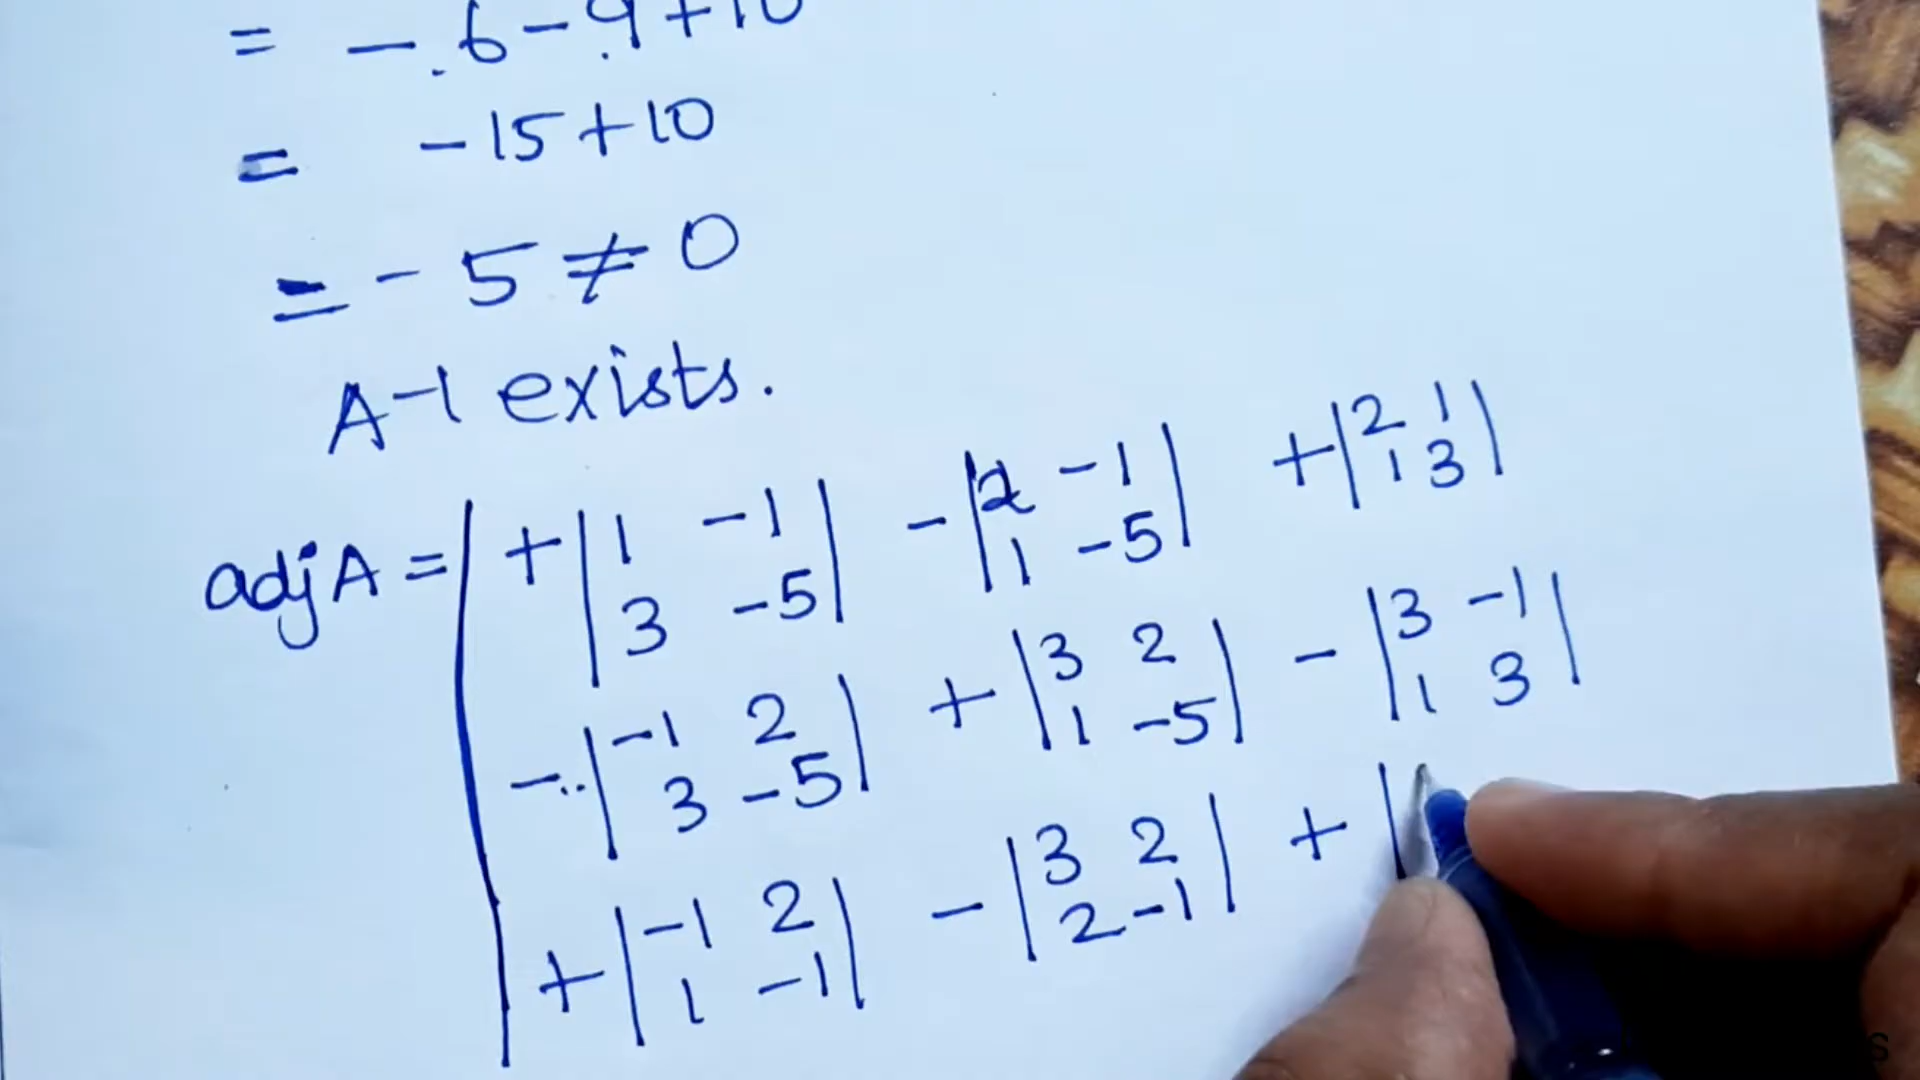 = - 6 - 9 + 10
= - 15 + 10
= - 5 ≠ 0
A-1 exists.
adj A = | + | 1 -1 | - | 2 -1 | + | 2 1 |
| 3 -5 | | 1 -5 | | 1 3 |
- | -1 2 | + | 3 2 | - | 3 -1 |
| 3 -5 | | 1 -5 | | 1 3 |
+ | -1 2 | - | 3 2 | + |
| 1 -1 | | 2 -1 |